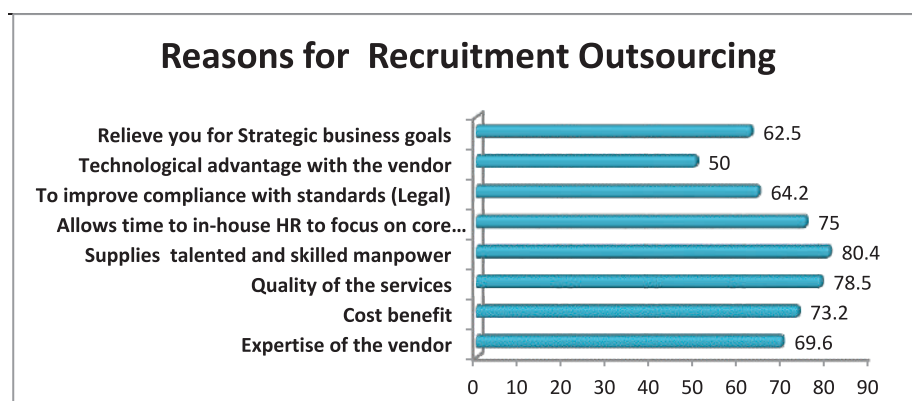 Reasons for Recruitment Outsourcing
Relieve you for Strategic business goals 62.5
Technological advantage with the vendor 50
To improve compliance with standards (Legal) 64.2
Allows time to in-house HR to focus on core... 75
Supplies talented and skilled manpower 80.4
Quality of the services 78.5
Cost benefit 73.2
Expertise of the vendor 69.6
0 10 20 30 40 50 60 70 80 90